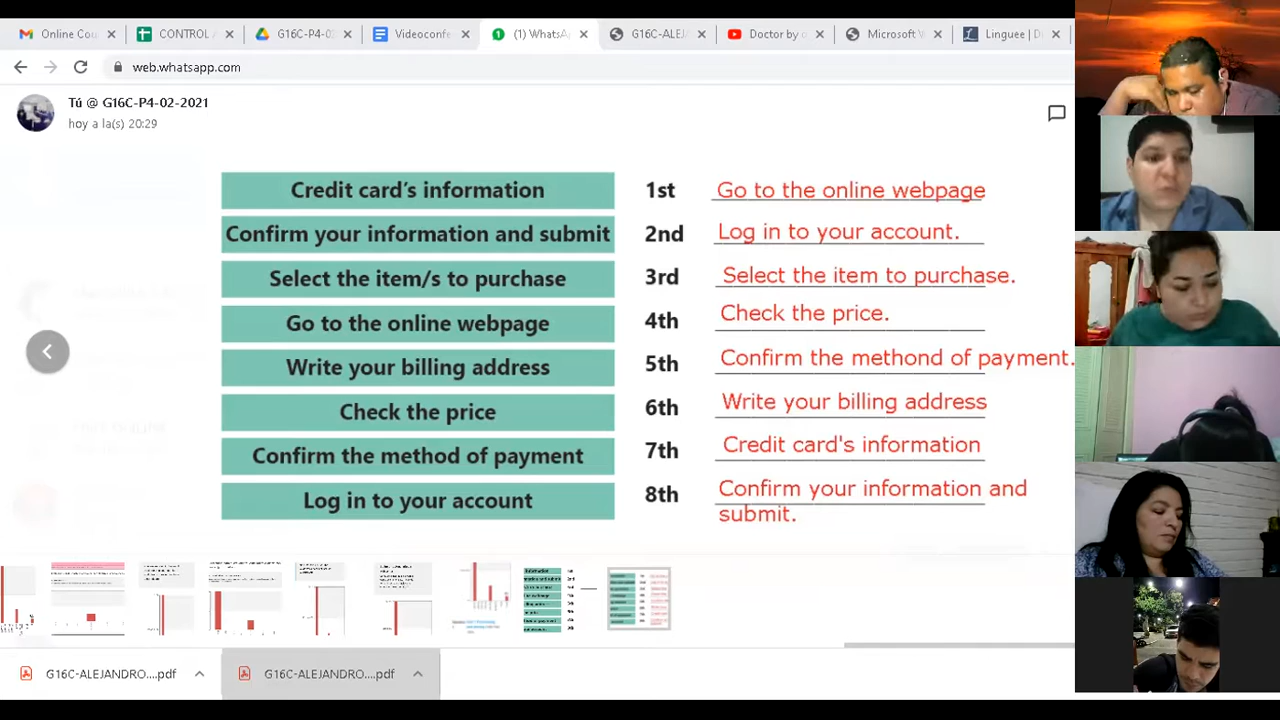 Online Cou
CONTROL A
G16C-P4-0
Videoconfe
(1) WhatsA
G16C-ALEJ
Doctor by o
Microsoft V
Linguee | D
web.whatsapp.com
Tú @ G16C-P4-02-2021
hoy a la(s) 20:29
Credit card's information 1st Go to the online webpage
Confirm your information and submit 2nd Log in to your account.
Select the item/s to purchase 3rd Select the item to purchase.
Go to the online webpage 4th Check the price.
Write your billing address 5th Confirm the methond of payment.
Check the price 6th Write your billing address
Confirm the method of payment 7th Credit card's information
Log in to your account 8th Confirm your information and
submit.
G16C-ALEJANDRO....pdf
G16C-ALEJANDRO....pdf